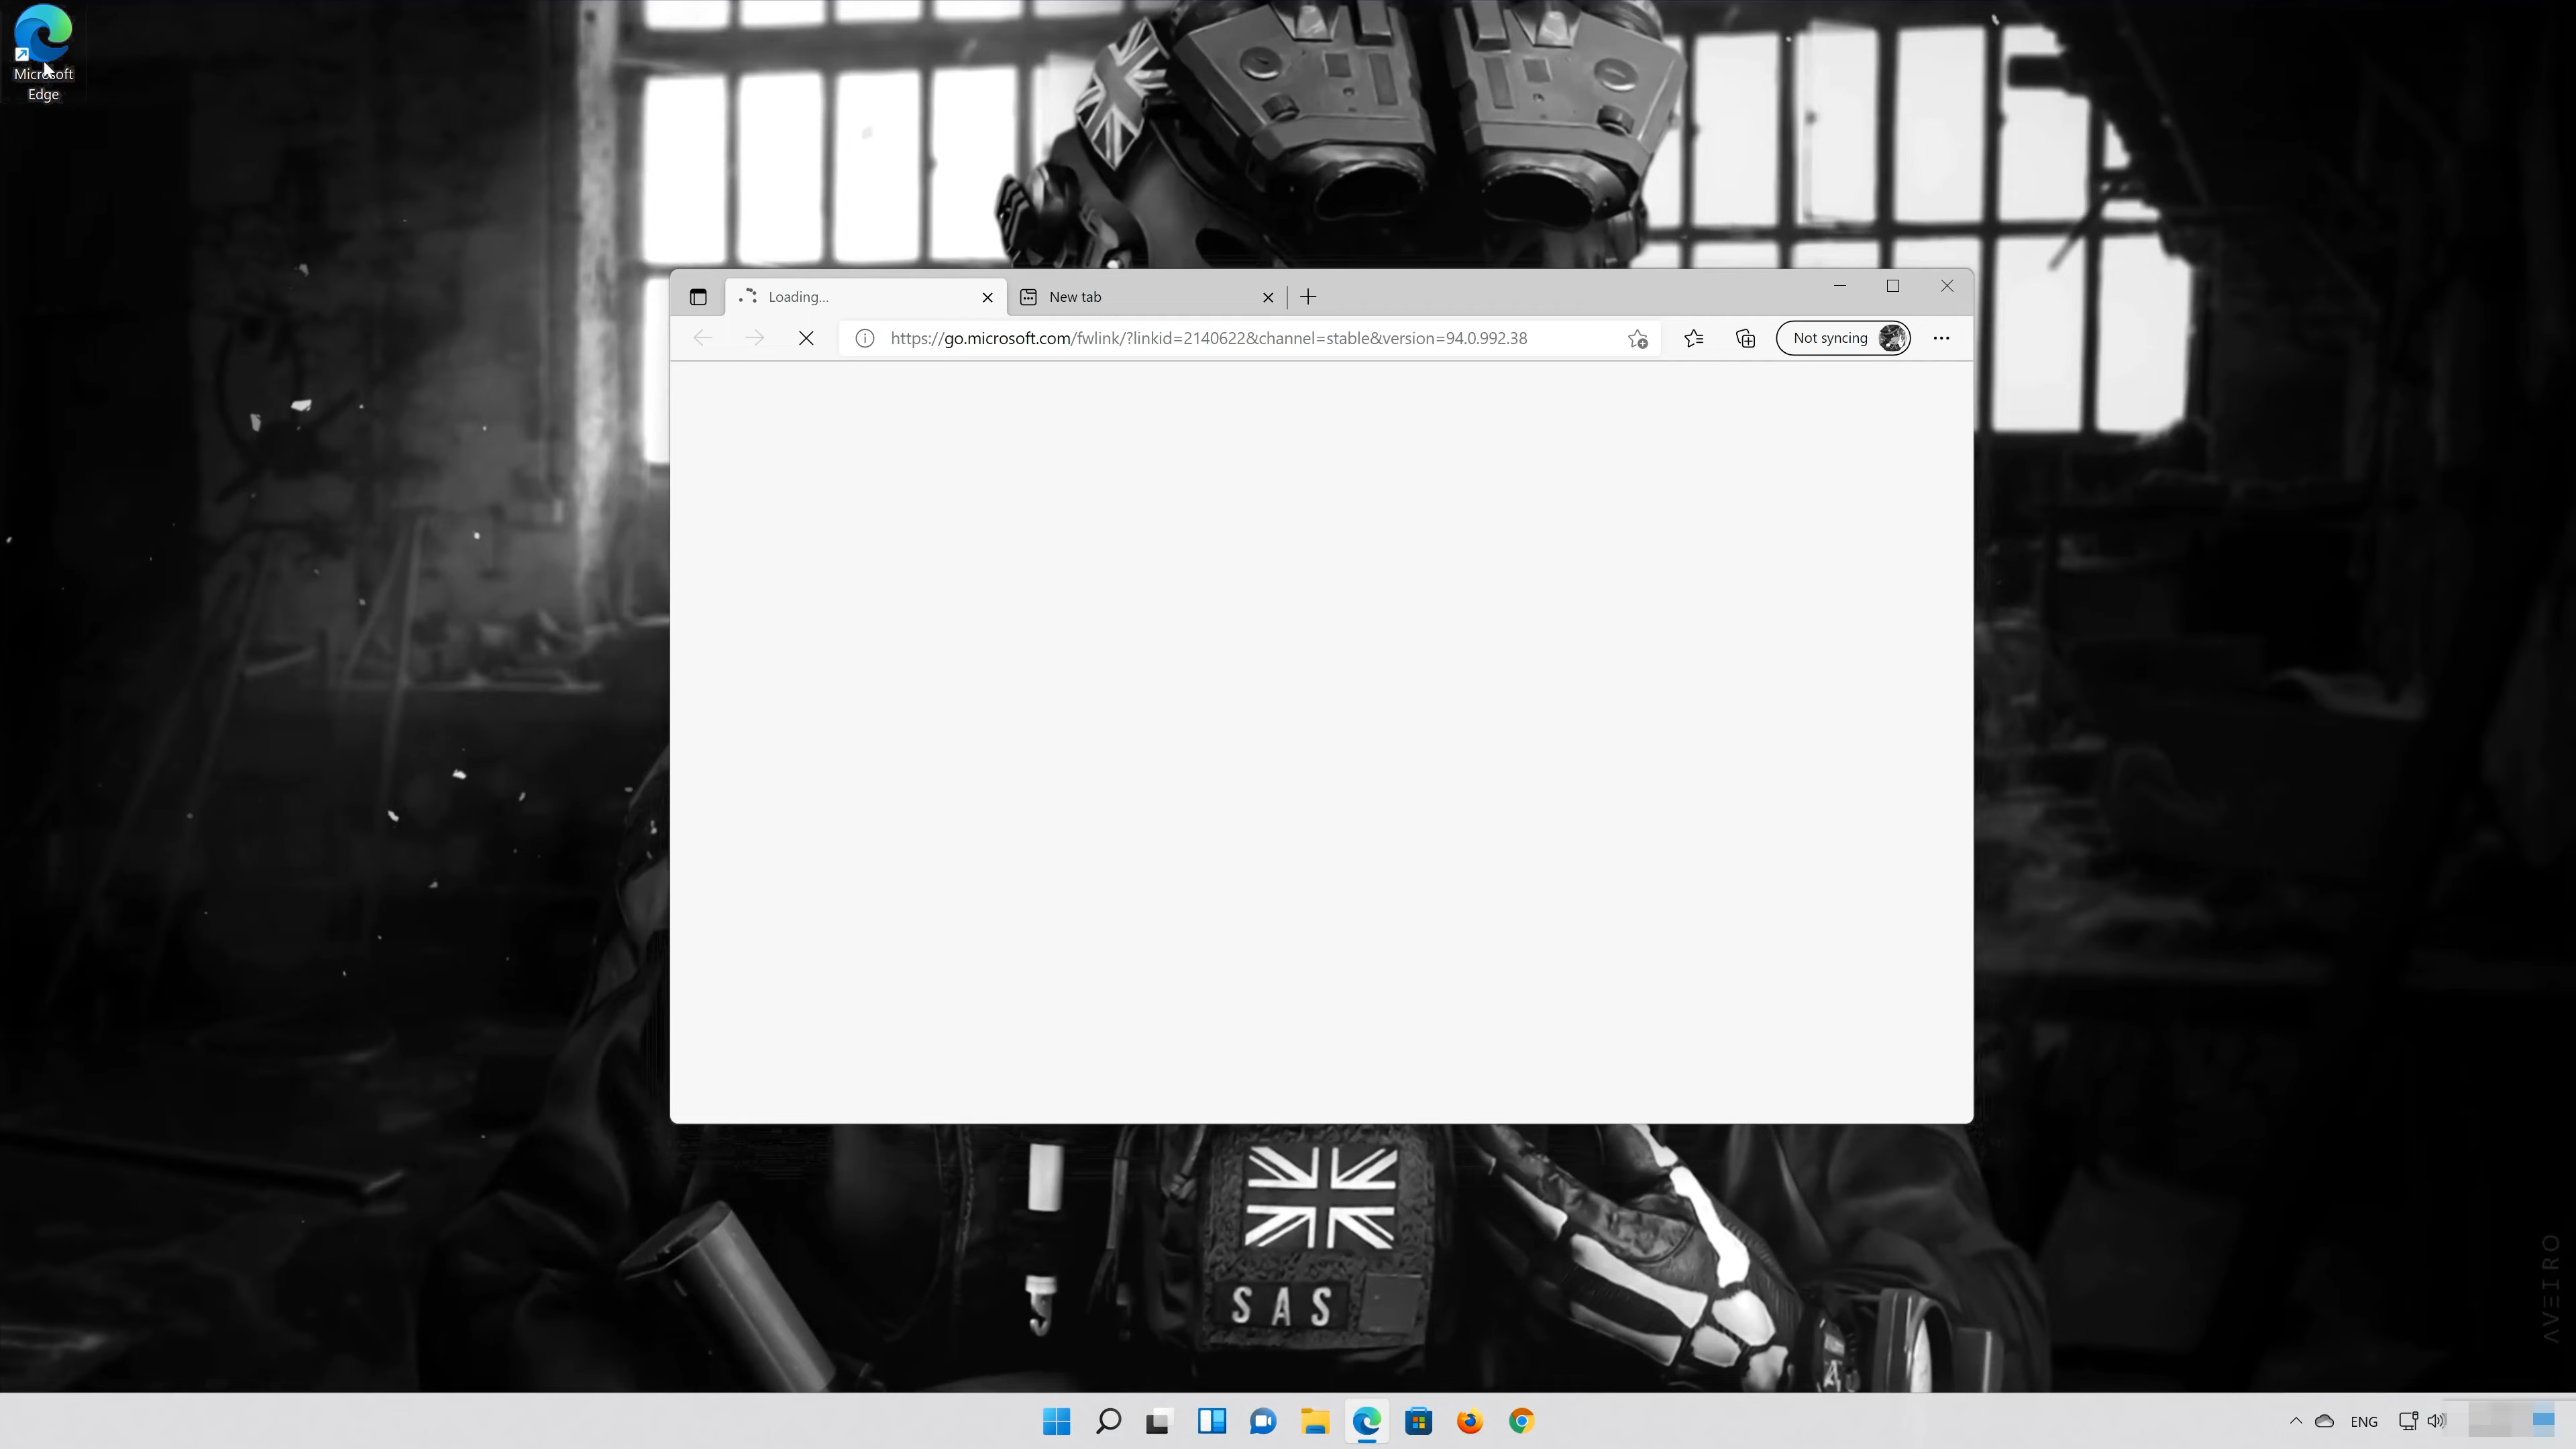 Microsoft
Edge
Loading...
New tab
https://go.microsoft.com/fwlink/?linkid=2140622&channel=stable&version=94.0.992.38
Not syncing
SAS
AVEIRO
ENG